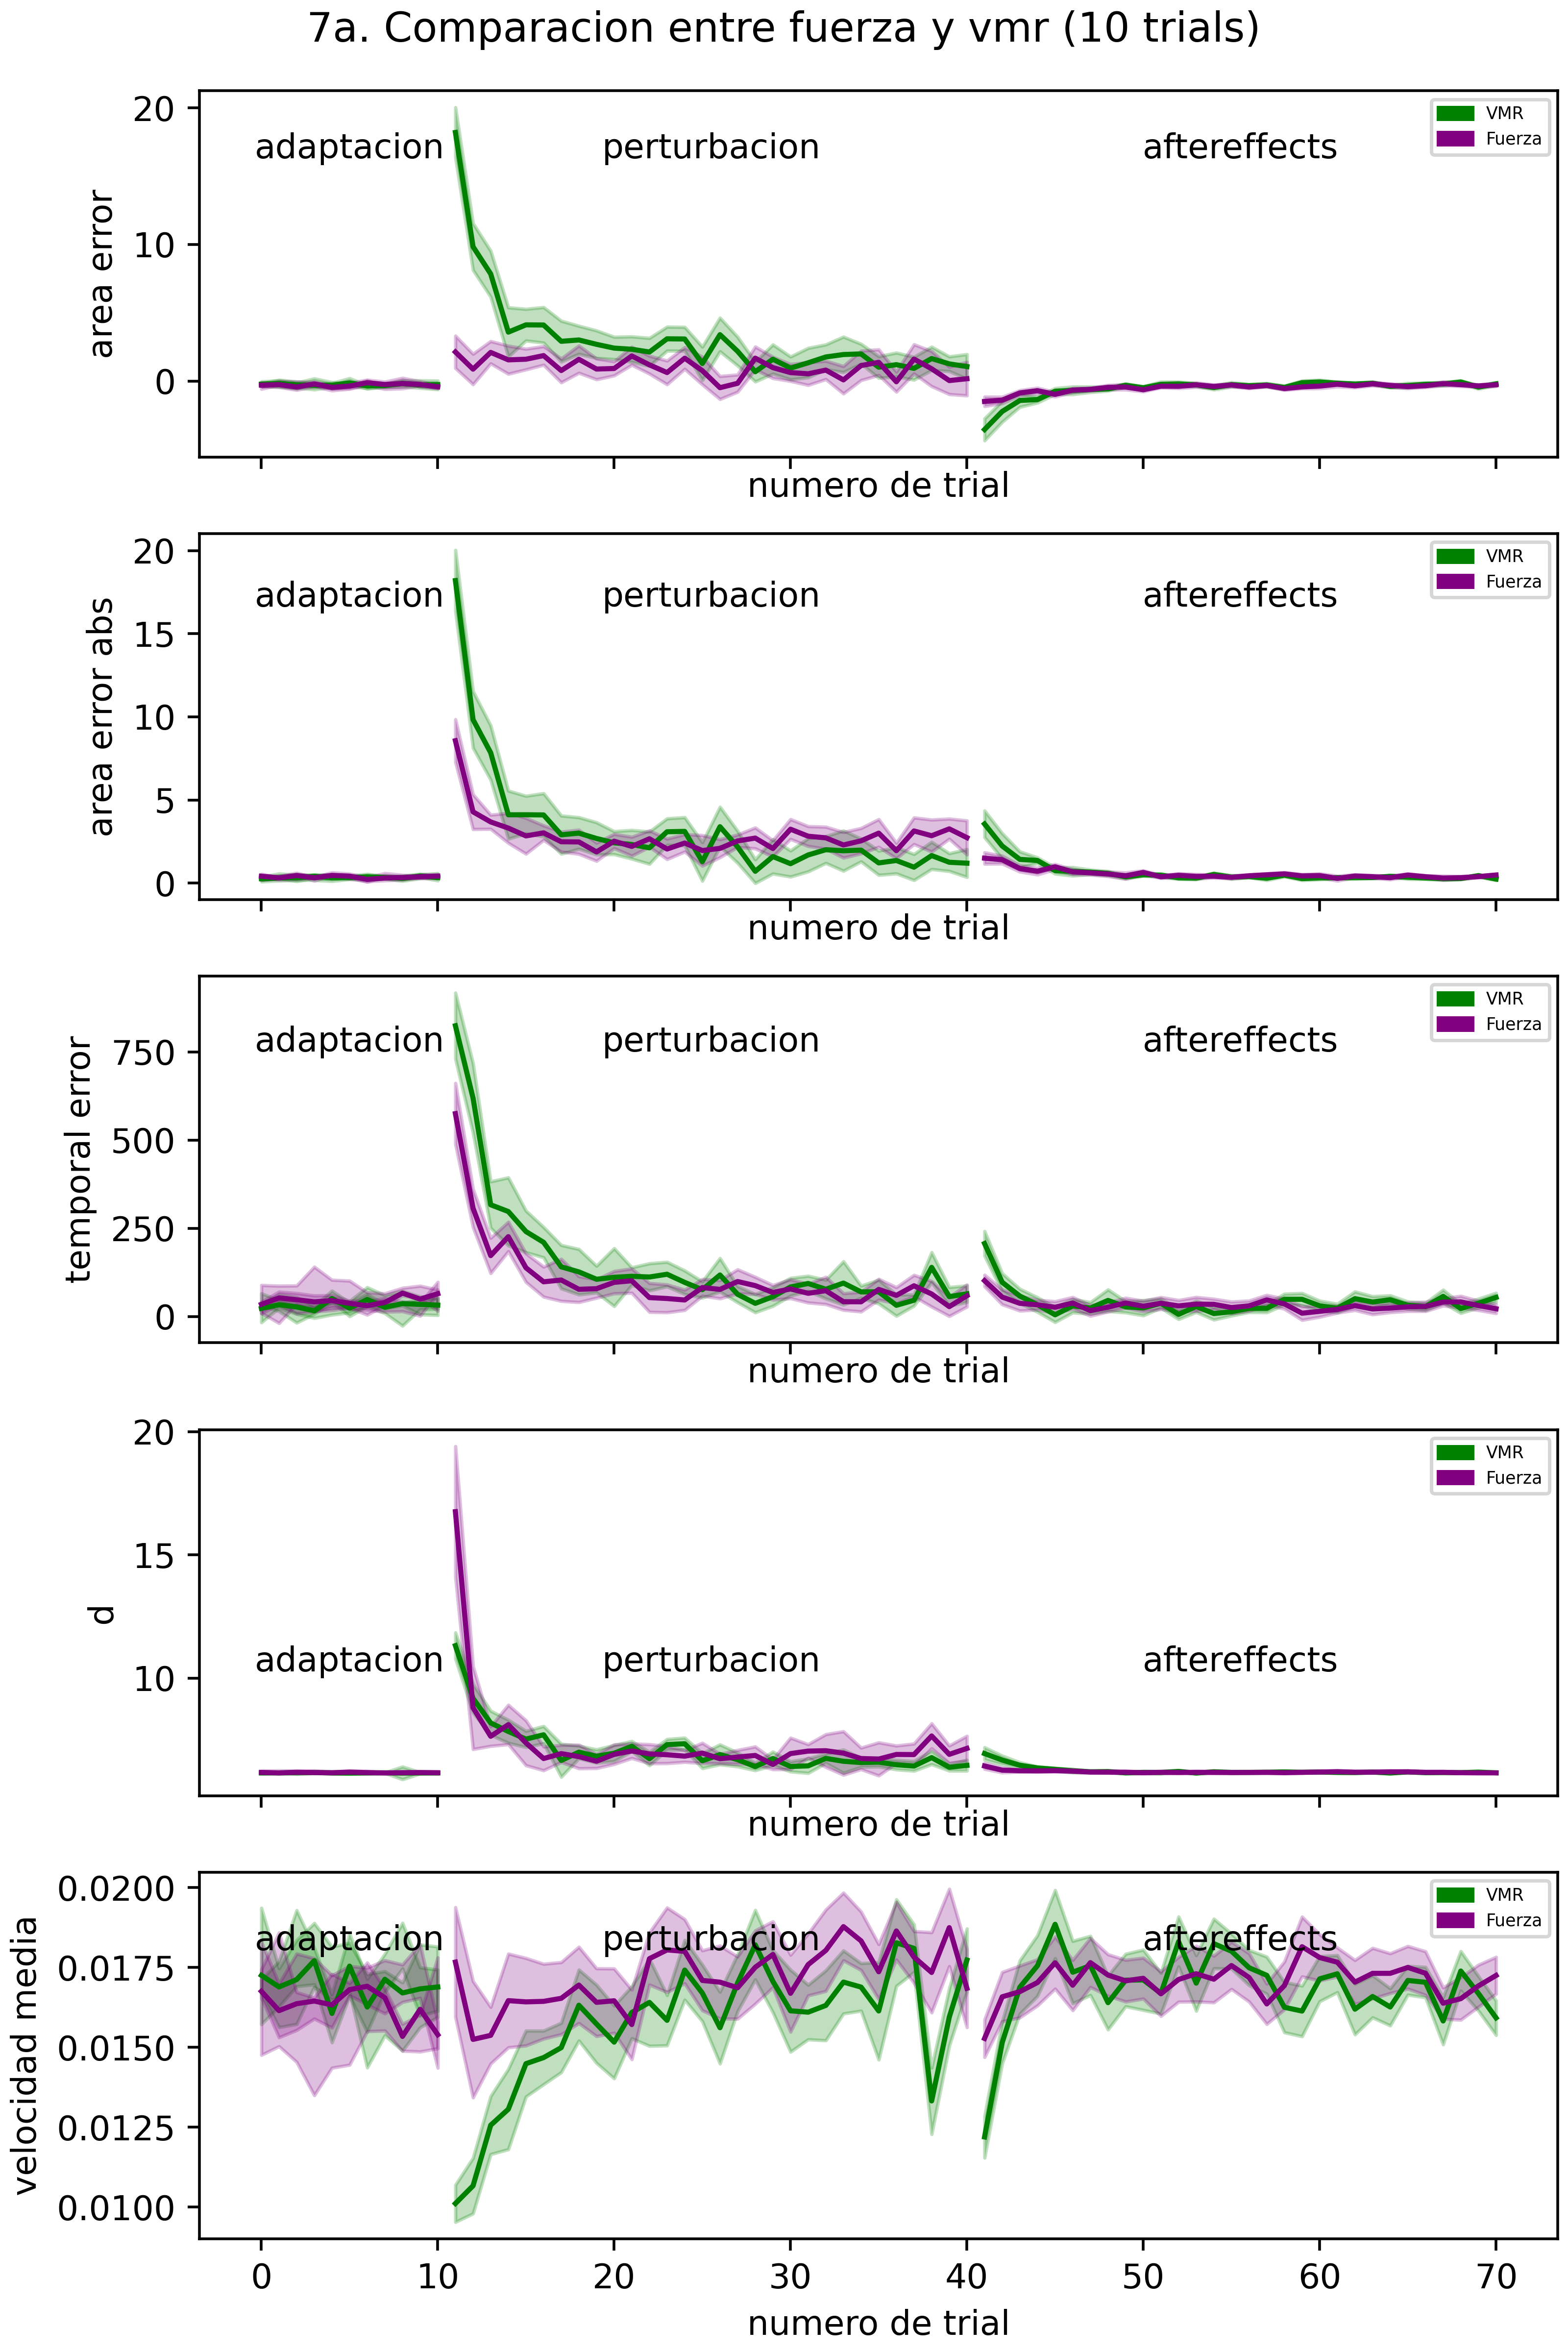 7a. Comparacion entre fuerza y vmr (10 trials)
area error
20
10
0
adaptacion
perturbacion
aftereffects
VMR
Fuerza
numero de trial
area error abs
20
15
10
5
0
adaptacion
perturbacion
aftereffects
VMR
Fuerza
numero de trial
temporal error
750
500
250
0
adaptacion
perturbacion
aftereffects
VMR
Fuerza
numero de trial
d
20
15
10
adaptacion
perturbacion
aftereffects
VMR
Fuerza
numero de trial
velocidad media
0.0200
0.0175
0.0150
0.0125
0.0100
adaptacion
perturbacion
aftereffects
VMR
Fuerza
0 10 20 30 40 50 60 70
numero de trial